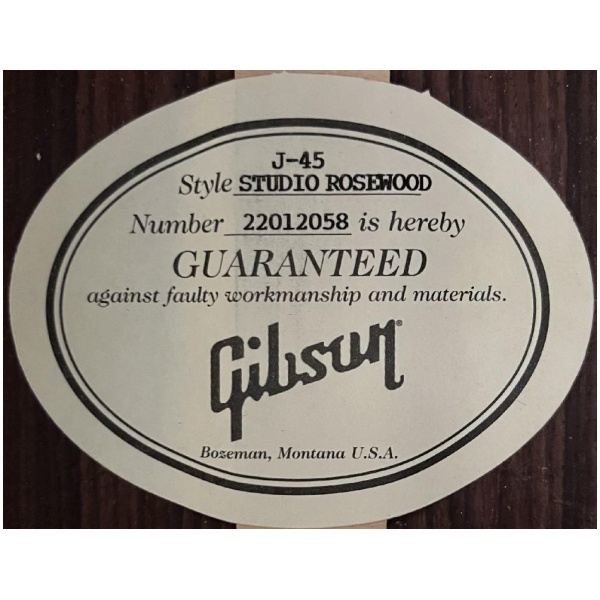 J-45
Style STUDIO ROSEWOOD
Number 22012058 is hereby
GUARANTEED
against faulty workmanship and materials.
Gibson
Bozeman, Montana U.S.A.